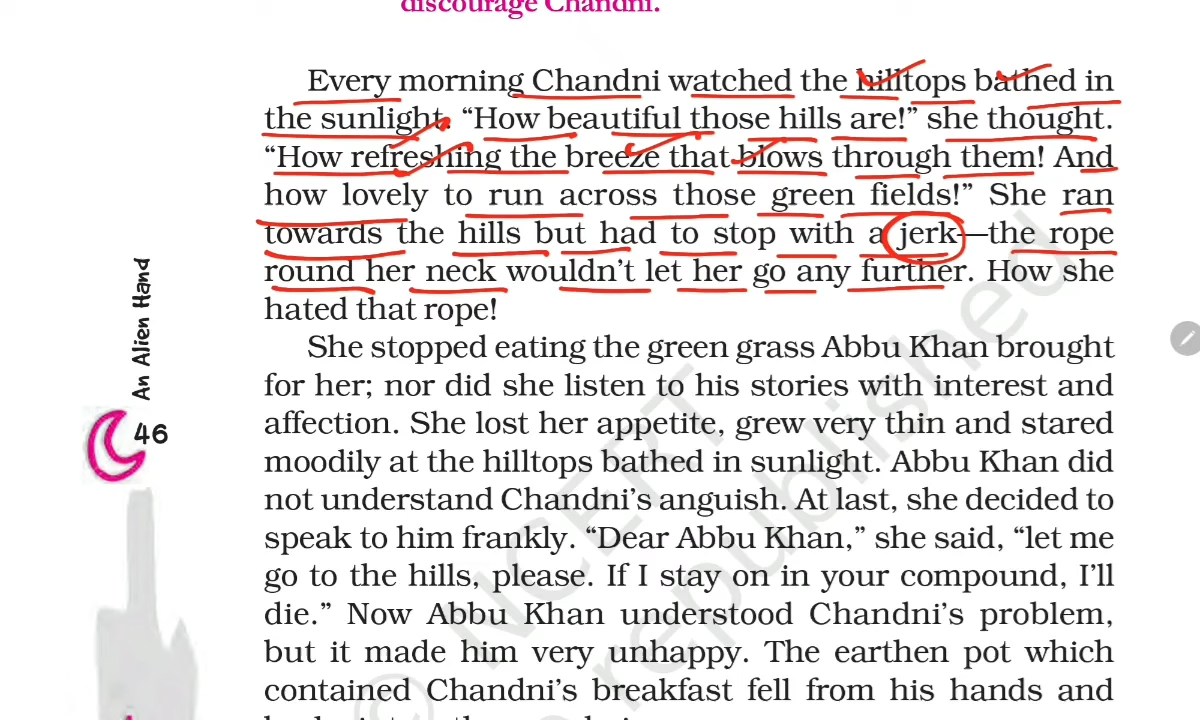 discourage Chandni.
Every morning Chandni watched the hilltops bathed in
the sunlight. “How beautiful those hills are!” she thought.
“How refreshing the breeze that blows through them! And
how lovely to run across those green fields!” She ran
towards the hills but had to stop with a jerk—the rope
round her neck wouldn’t let her go any further. How she
hated that rope!
She stopped eating the green grass Abbu Khan brought
for her; nor did she listen to his stories with interest and
affection. She lost her appetite, grew very thin and stared
moodily at the hilltops bathed in sunlight. Abbu Khan did
not understand Chandni’s anguish. At last, she decided to
speak to him frankly. “Dear Abbu Khan,” she said, “let me
go to the hills, please. If I stay on in your compound, I’ll
die.” Now Abbu Khan understood Chandni’s problem,
but it made him very unhappy. The earthen pot which
contained Chandni’s breakfast fell from his hands and
An Alien Hand
46
© NCERT
republished